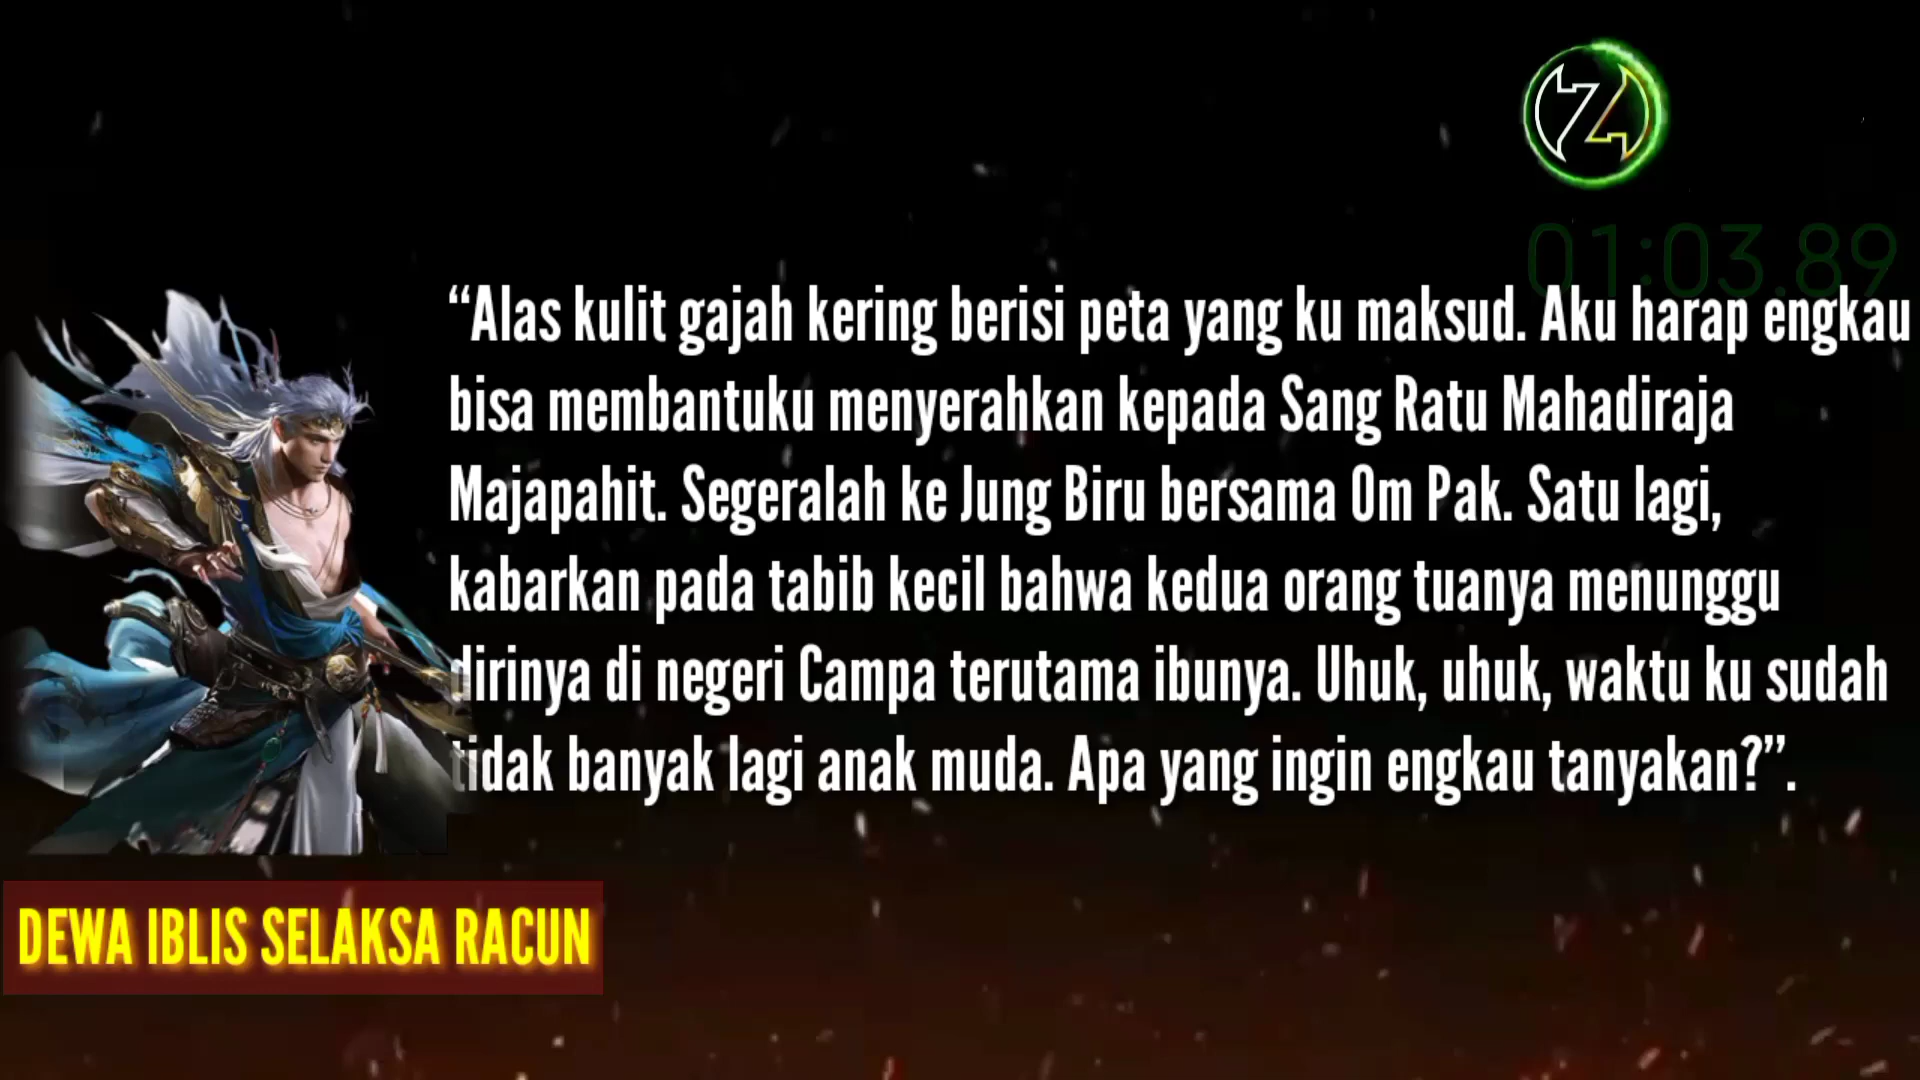 01:03.89
“Alas kulit gajah kering berisi peta yang ku maksud. Aku harap engkau
bisa membantuku menyerahkan kepada Sang Ratu Mahadiraja
Majapahit. Segeralah ke Jung Biru bersama Om Pak. Satu lagi,
kabarkan pada tabib kecil bahwa kedua orang tuanya menunggu
dirinya di negeri Campa terutama ibunya. Uhuk, uhuk, waktu ku sudah
tidak banyak lagi anak muda. Apa yang ingin engkau tanyakan?”.
DEWA IBLIS SELAKSA RACUN